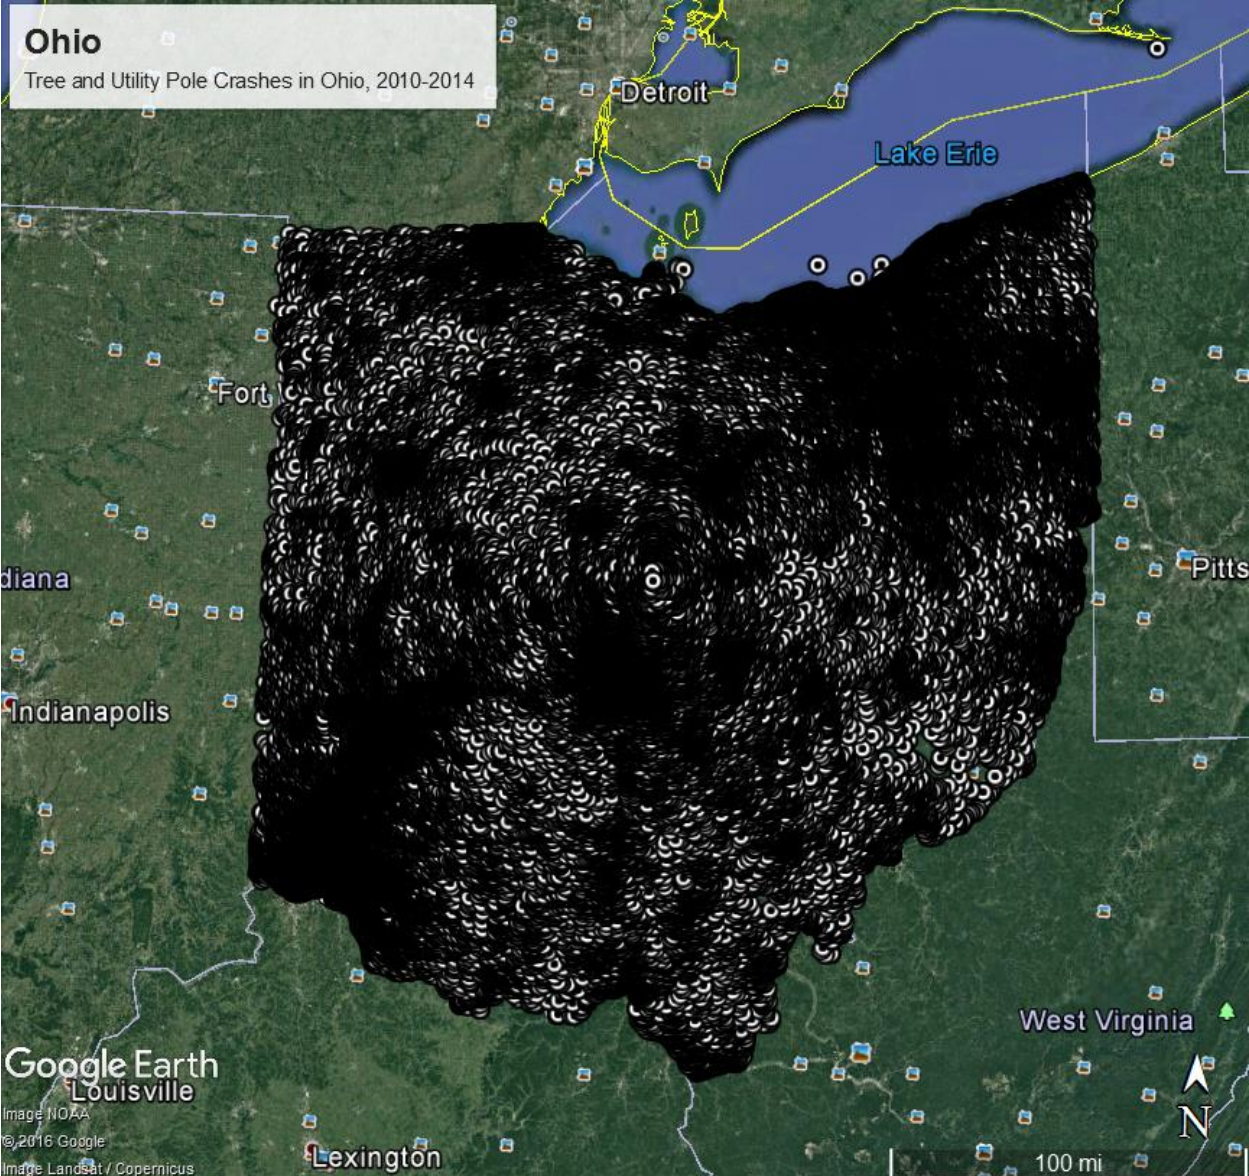 Ohio
Tree and Utility Pole Crashes in Ohio, 2010-2014
Detroit
Lake Erie
Fort
diana
Pitts
Indianapolis
West Virginia
Google Earth
Louisville
Image NOAA
© 2016 Google
N
Lexington
100 mi
Image Landsat / Copernicus